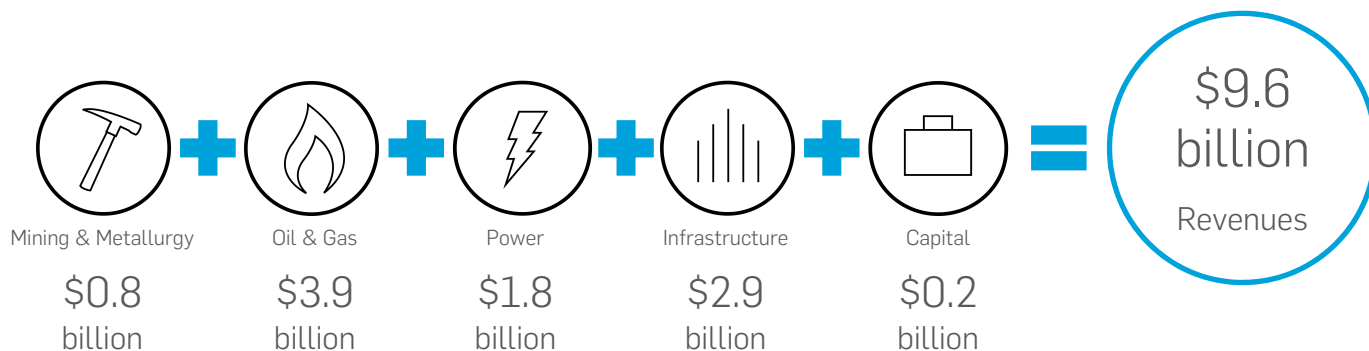 $9.6
billion
Revenues
Mining & Metallurgy
$0.8
billion
Oil & Gas
$3.9
billion
Power
$1.8
billion
Infrastructure
$2.9
billion
Capital
$0.2
billion